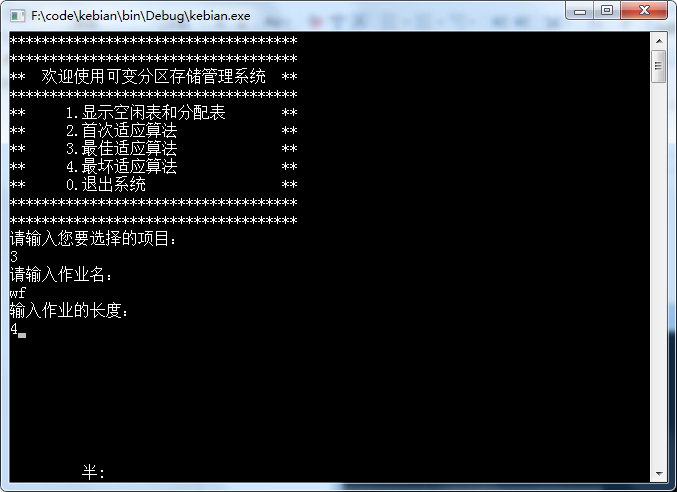 F:\code\kebian\bin\Debug\kebian.exe
************************************
************************************
**  欢迎使用可变分区存储管理系统  **
************************************
**     1.显示空闲表和分配表       **
**     2.首次适应算法             **
**     3.最佳适应算法             **
**     4.最坏适应算法             **
**     0.退出系统                 **
************************************
************************************
请输入您要选择的项目:
3
请输入作业名:
wf
输入作业的长度:
4
半: